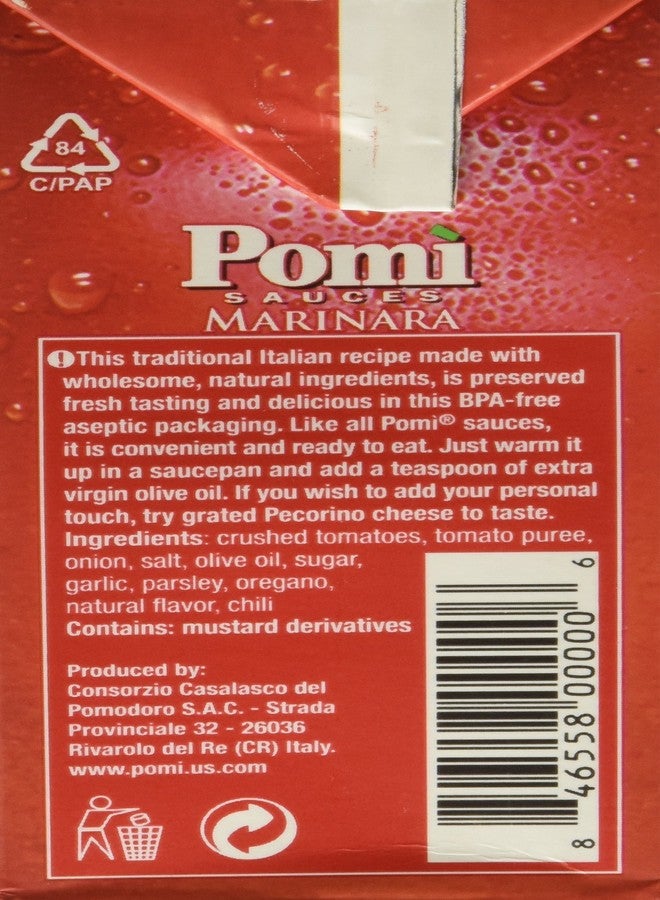 84
C/PAP
Pomì
SAUCES
MARINARA
This traditional Italian recipe made with
wholesome, natural ingredients, is preserved
fresh tasting and delicious in this BPA-free
aseptic packaging. Like all Pomì® sauces,
it is convenient and ready to eat. Just warm it
up in a saucepan and add a teaspoon of extra
virgin olive oil. If you wish to add your personal
touch, try grated Pecorino cheese to taste.
Ingredients: crushed tomatoes, tomato puree,
onion, salt, olive oil, sugar,
garlic, parsley, oregano,
natural flavor, chili
Contains: mustard derivatives
Produced by:
Consorzio Casalasco del
Pomodoro S.A.C. - Strada
Provinciale 32 - 26036
Rivarolo del Re (CR) Italy.
www.pomi.us.com
8 46558 00000 6